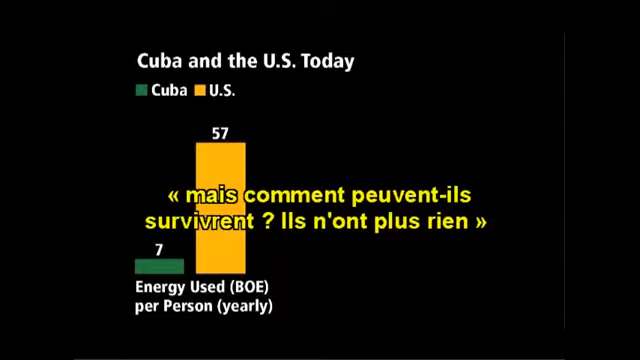 Cuba and the U.S. Today
Cuba U.S.
57
« mais comment peuvent-ils
survivrent ? Ils n'ont plus rien »
7
Energy Used (BOE)
per Person (yearly)